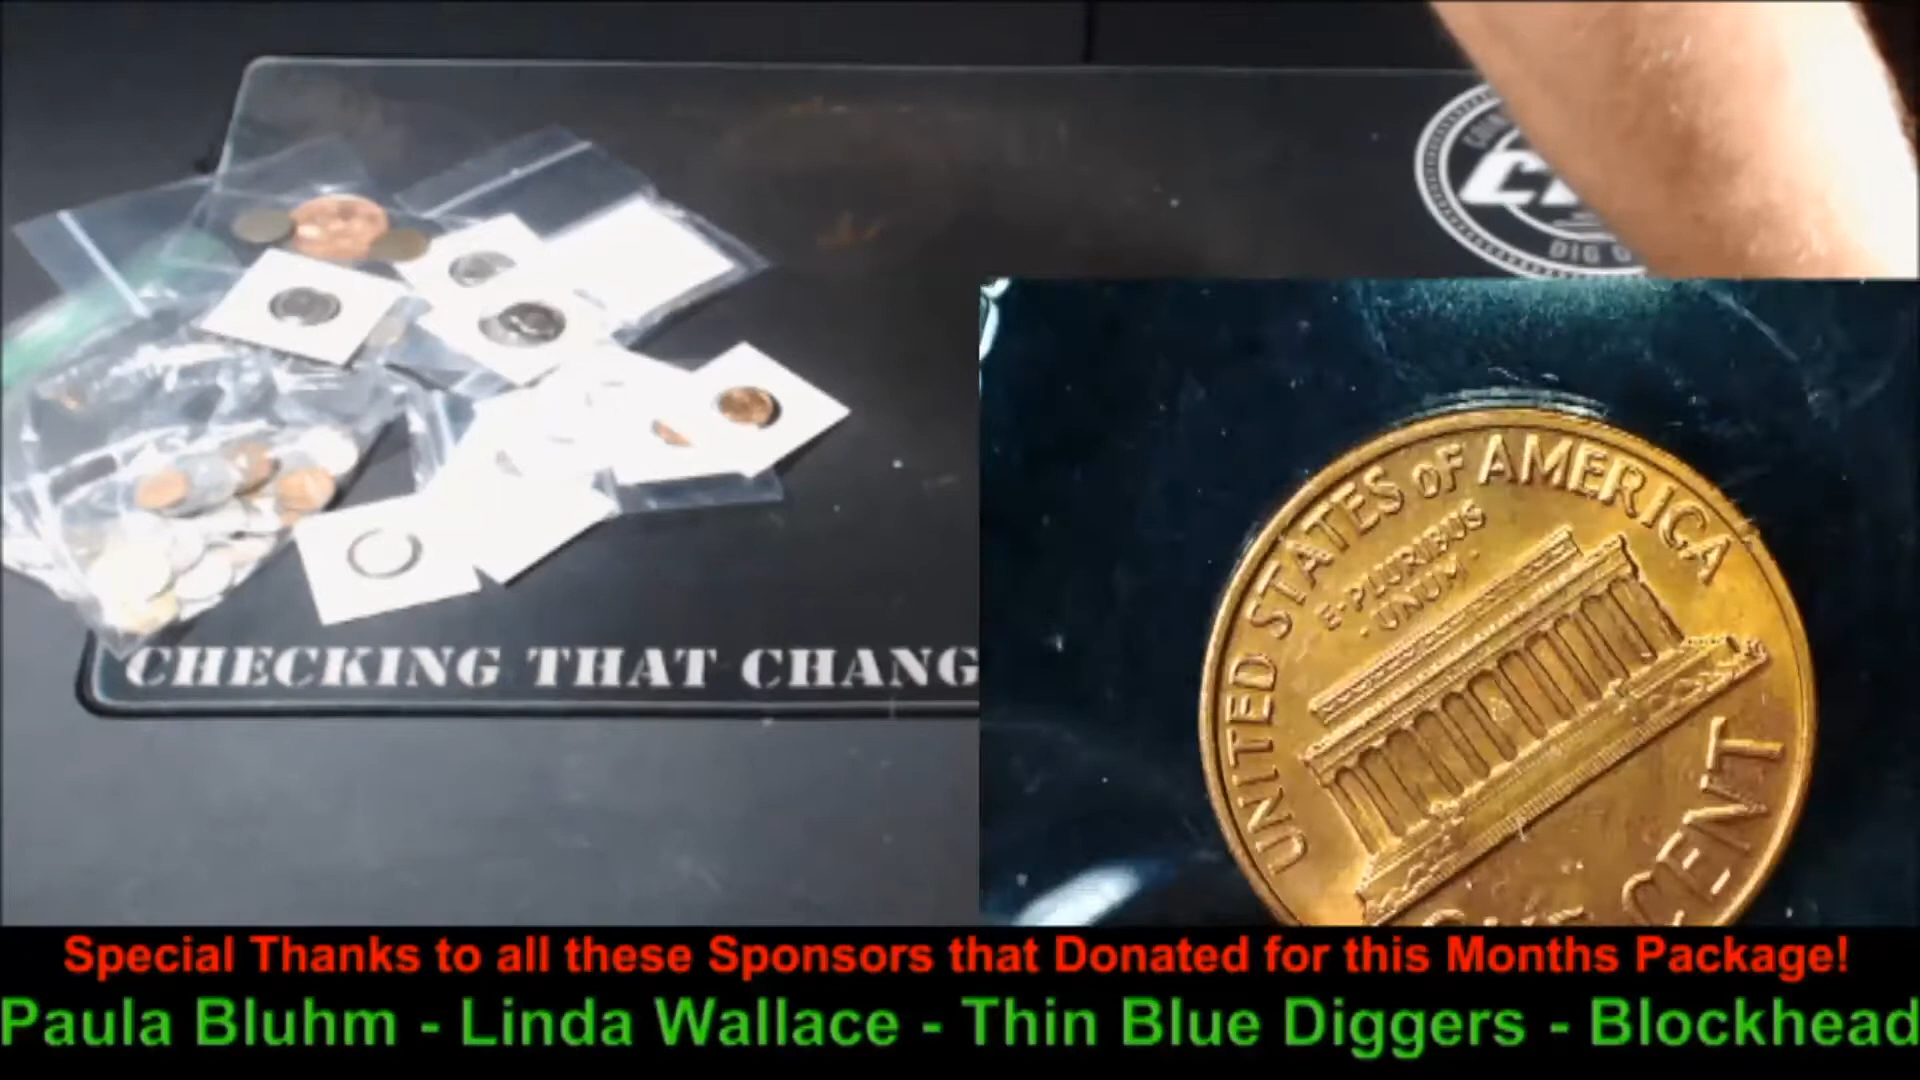 DIG
CHECKING THAT CHANG
UNITED STATES OF AMERICA
E·PLURIBUS
·UNUM·
CENT
Special Thanks to all these Sponsors that Donated for this Months Package!
Paula Bluhm - Linda Wallace - Thin Blue Diggers - Blockhead